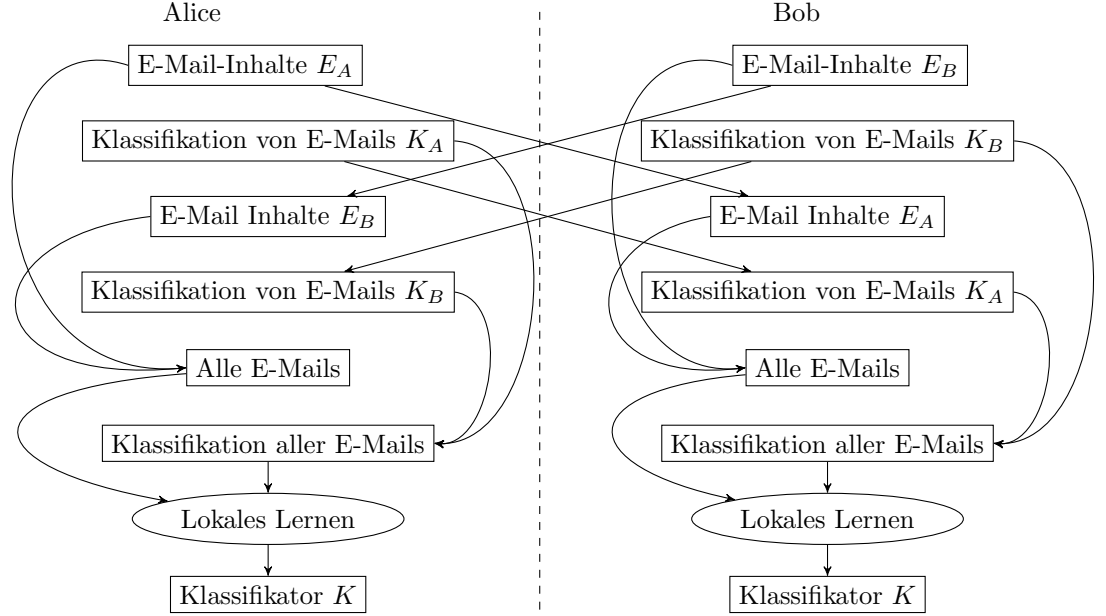 Alice
Bob
E-Mail-Inhalte E_A
E-Mail-Inhalte E_B
Klassifikation von E-Mails K_A
Klassifikation von E-Mails K_B
E-Mail Inhalte E_B
E-Mail Inhalte E_A
Klassifikation von E-Mails K_B
Klassifikation von E-Mails K_A
Alle E-Mails
Alle E-Mails
Klassifikation aller E-Mails
Klassifikation aller E-Mails
Lokales Lernen
Lokales Lernen
Klassifikator K
Klassifikator K